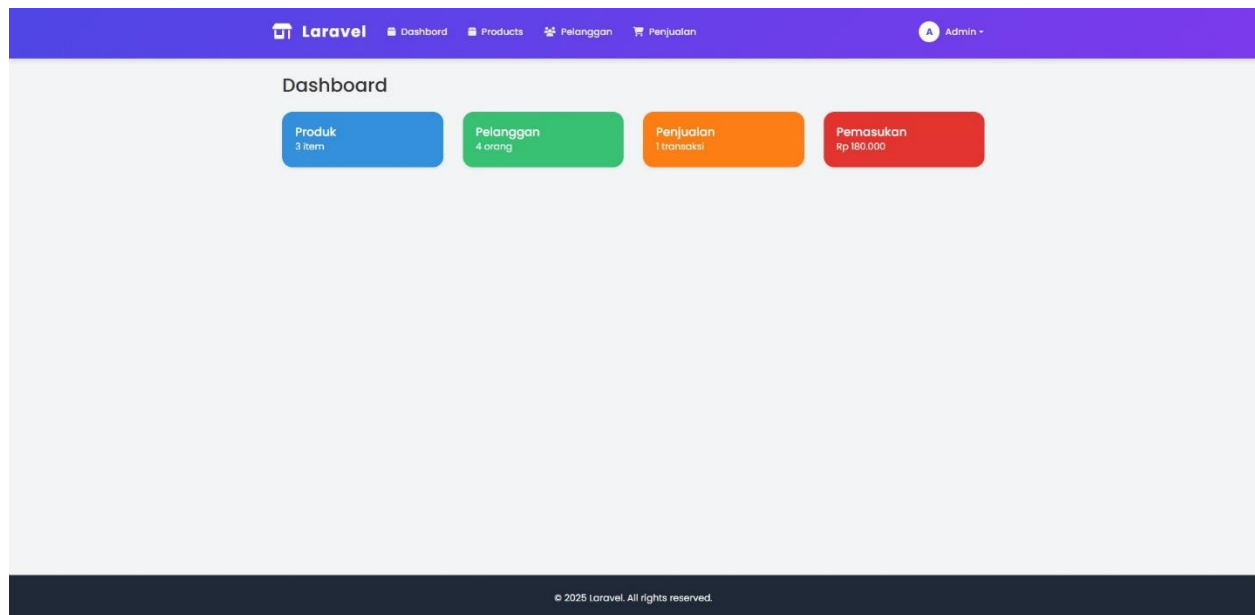 Laravel Dashbord Products Pelanggan Penjualan A Admin
Dashboard
Produk
3 item
Pelanggan
4 orang
Penjualan
1 transaksi
Pemasukan
Rp 180.000
© 2025 Laravel. All rights reserved.